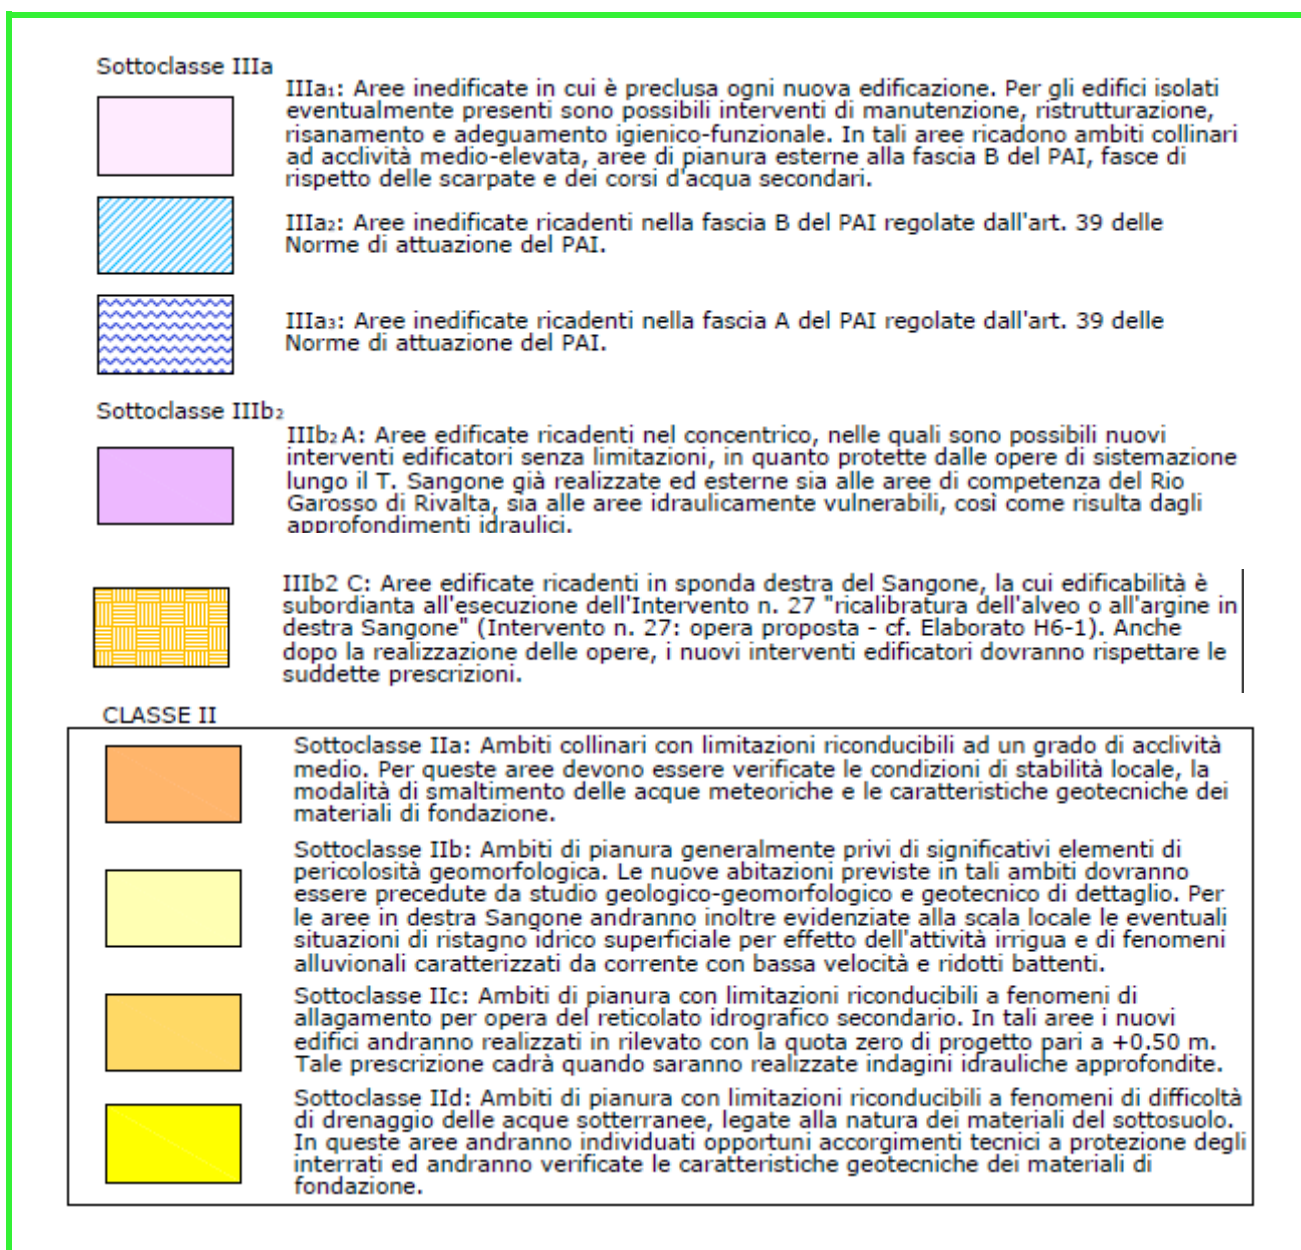 Sottoclasse IIIa
IIIa₁: Aree inedificate in cui è preclusa ogni nuova edificazione. Per gli edifici isolati
eventualmente presenti sono possibili interventi di manutenzione, ristrutturazione,
risanamento e adeguamento igienico-funzionale. In tali aree ricadono ambiti collinari
ad acclività medio-elevata, aree di pianura esterne alla fascia B del PAI, fasce di
rispetto delle scarpate e dei corsi d'acqua secondari.
IIIa₂: Aree inedificate ricadenti nella fascia B del PAI regolate dall'art. 39 delle
Norme di attuazione del PAI.
IIIa₃: Aree inedificate ricadenti nella fascia A del PAI regolate dall'art. 39 delle
Norme di attuazione del PAI.
Sottoclasse IIIb₂
IIIb₂ A: Aree edificate ricadenti nel concentrico, nelle quali sono possibili nuovi
interventi edificatori senza limitazioni, in quanto protette dalle opere di sistemazione
lungo il T. Sangone già realizzate ed esterne sia alle aree di competenza del Rio
Garosso di Rivalta, sia alle aree idraulicamente vulnerabili, così come risulta dagli
approfondimenti idraulici.
IIIb2 C: Aree edificate ricadenti in sponda destra del Sangone, la cui edificabilità è
subordianta all'esecuzione dell'Intervento n. 27 "ricalibratura dell'alveo o all'argine in
destra Sangone" (Intervento n. 27: opera proposta - cf. Elaborato H6-1). Anche
dopo la realizzazione delle opere, i nuovi interventi edificatori dovranno rispettare le
suddette prescrizioni.
CLASSE II
Sottoclasse IIa: Ambiti collinari con limitazioni riconducibili ad un grado di acclività
medio. Per queste aree devono essere verificate le condizioni di stabilità locale, la
modalità di smaltimento delle acque meteoriche e le caratteristiche geotecniche dei
materiali di fondazione.
Sottoclasse IIb: Ambiti di pianura generalmente privi di significativi elementi di
pericolosità geomorfologica. Le nuove abitazioni previste in tali ambiti dovranno
essere precedute da studio geologico-geomorfologico e geotecnico di dettaglio. Per
le aree in destra Sangone andranno inoltre evidenziate alla scala locale le eventuali
situazioni di ristagno idrico superficiale per effetto dell'attività irrigua e di fenomeni
alluvionali caratterizzati da corrente con bassa velocità e ridotti battenti.
Sottoclasse IIc: Ambiti di pianura con limitazioni riconducibili a fenomeni di
allagamento per opera del reticolato idrografico secondario. In tali aree i nuovi
edifici andranno realizzati in rilevato con la quota zero di progetto pari a +0.50 m.
Tale prescrizione cadrà quando saranno realizzate indagini idrauliche approfondite.
Sottoclasse IId: Ambiti di pianura con limitazioni riconducibili a fenomeni di difficoltà
di drenaggio delle acque sotterranee, legate alla natura dei materiali del sottosuolo.
In queste aree andranno individuati opportuni accorgimenti tecnici a protezione degli
interrati ed andranno verificate le caratteristiche geotecniche dei materiali di
fondazione.